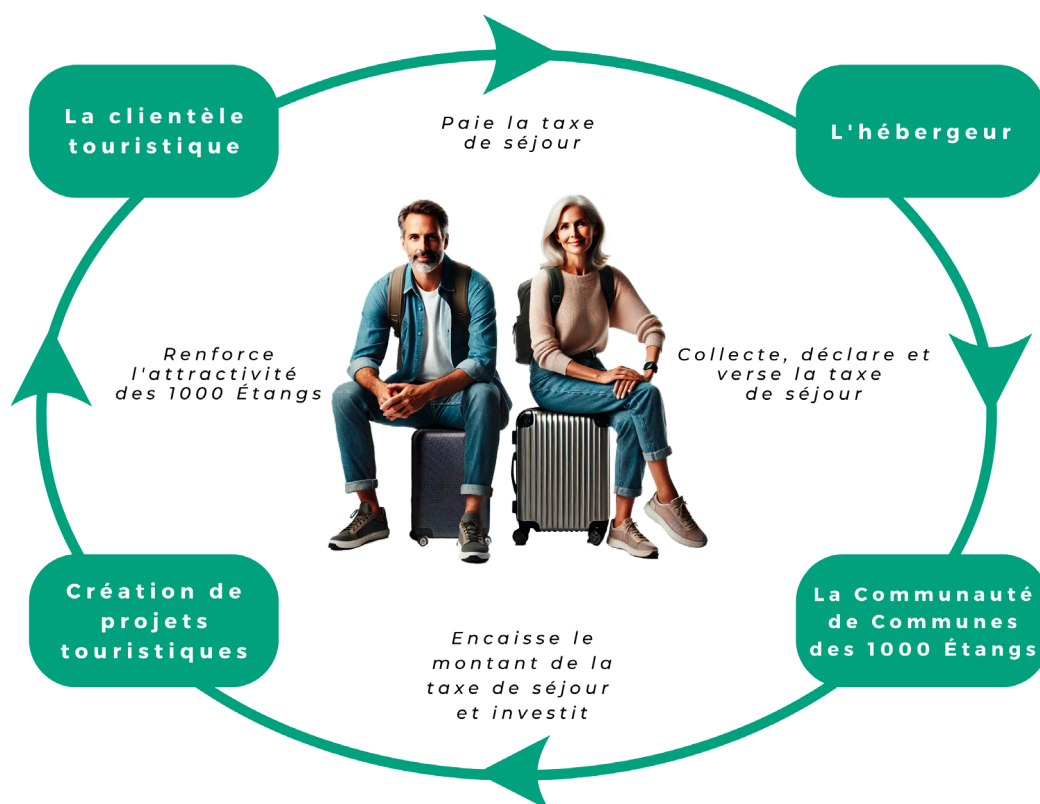 La clientèle
touristique
Paie la taxe
de séjour
L'hébergeur
Collecte, déclare et
verse la taxe
de séjour
La Communauté
de Communes
des 1000 Étangs
Encaisse le
montant de la
taxe de séjour
et investit
Création de
projets
touristiques
Renforce
l'attractivité
des 1000 Étangs